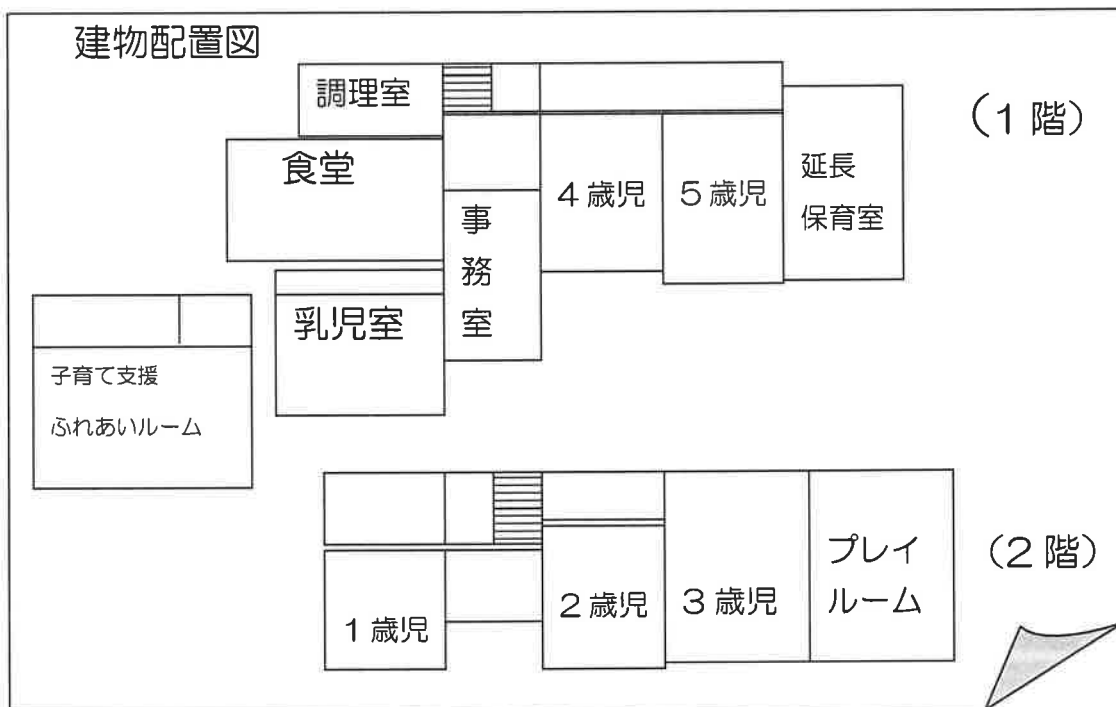 建物配置図
(1階)
調理室
食堂
事務室
4歳児
5歳児
延長
保育室
乳児室
子育て支援
ふれあいルーム
(2階)
1歳児
2歳児
3歳児
プレイ
ルーム